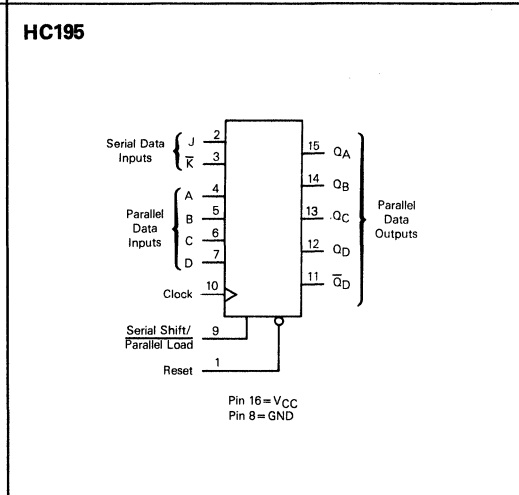 HC195
Serial Data
Inputs
J 2
K̅ 3
Parallel
Data
Inputs
A 4
B 5
C 6
D 7
Clock 10
Serial Shift/
Parallel Load 9
Reset 1
15 QA
14 QB
13 QC
12 QD
11 Q̅D
Parallel
Data
Outputs
Pin 16=VCC
Pin 8=GND